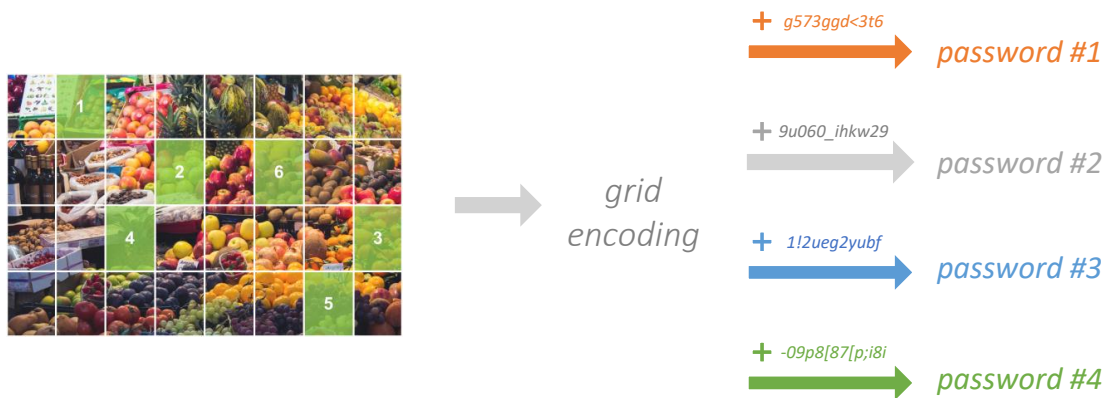 + g573ggd<3t6
password #1
1
2
6
4
3
5
grid
encoding
+ 9u060_ihkw29
password #2
+ 1!2ueg2yubf
password #3
+ -09p8[87[p;i8i
password #4